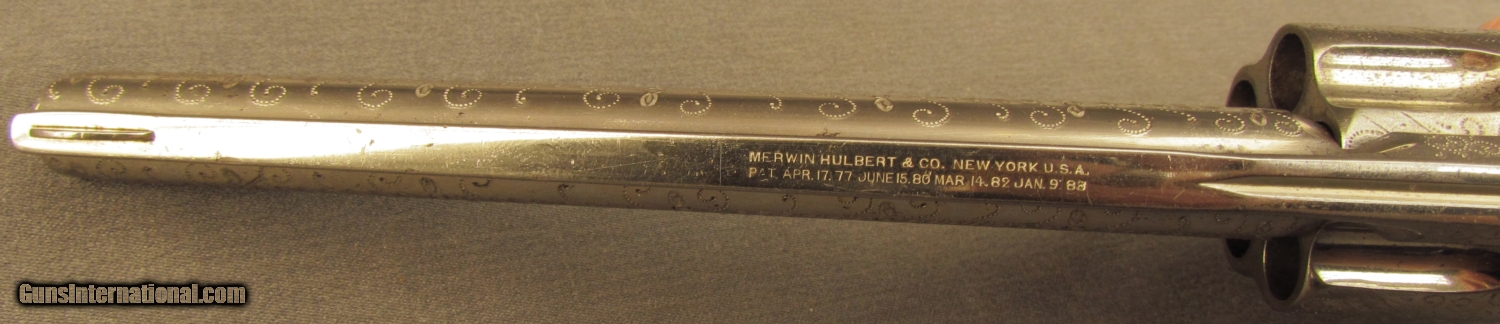 MERWIN HULBERT & CO. NEW YORK U.S.A.
PAT. APR. 17. 77 JUNE 15. 80 MAR. 14. 82 JAN. 9. 83
GunsInternational.com